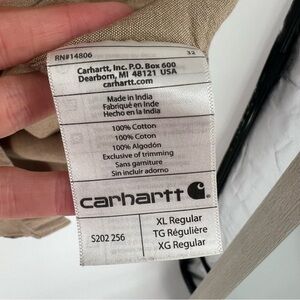 RN#14806 32
Carhartt, Inc. P.O. Box 600
Dearborn, MI 48121 USA
carhartt.com
Made in India
Fabriqué en Inde
Hecho en la India
100% Cotton
100% Coton
100% Algodón
Exclusive of trimming
Sans garniture
Sin incluir adorno
carhartt
S202 256
XL Regular
TG Régulière
XG Regular